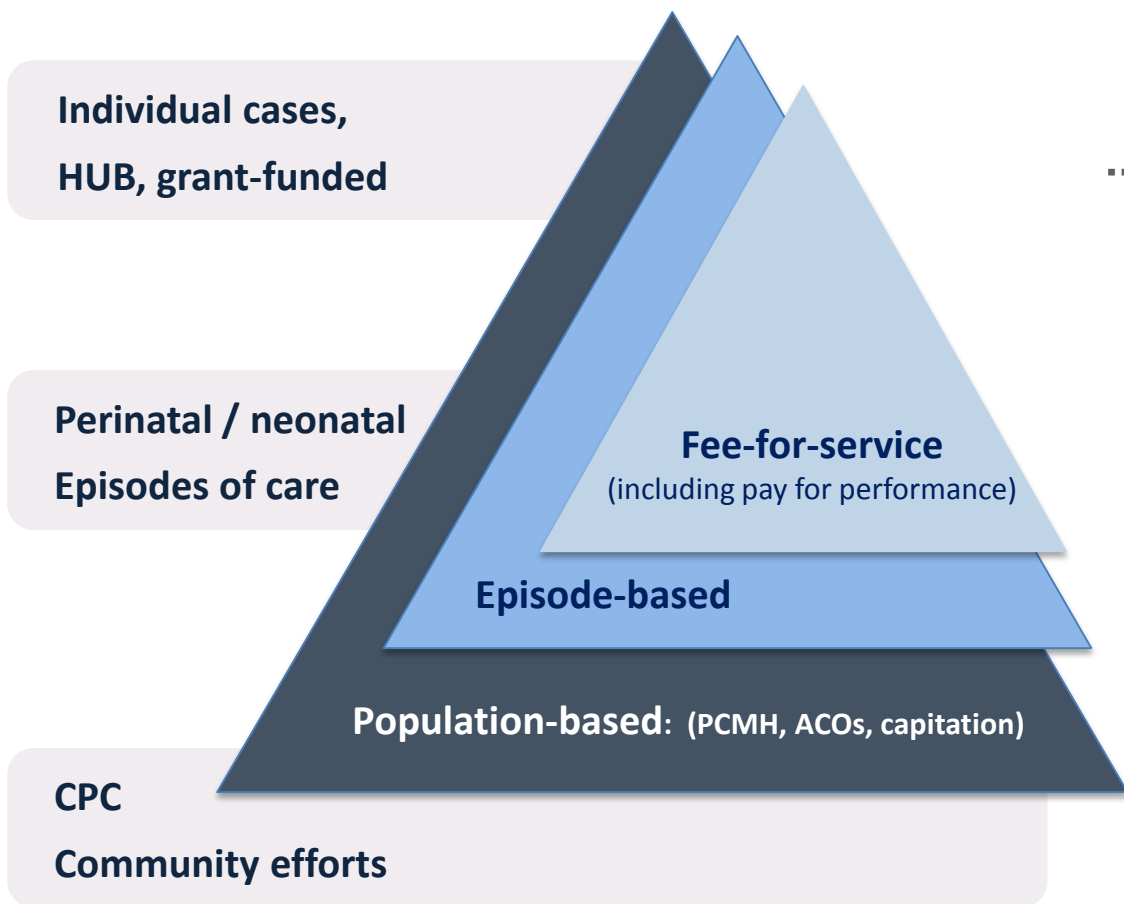 Individual cases,
HUB, grant-funded
Perinatal / neonatal
Episodes of care
Fee-for-service
(including pay for performance)
Episode-based
Population-based: (PCMH, ACOs, capitation)
CPC
Community efforts